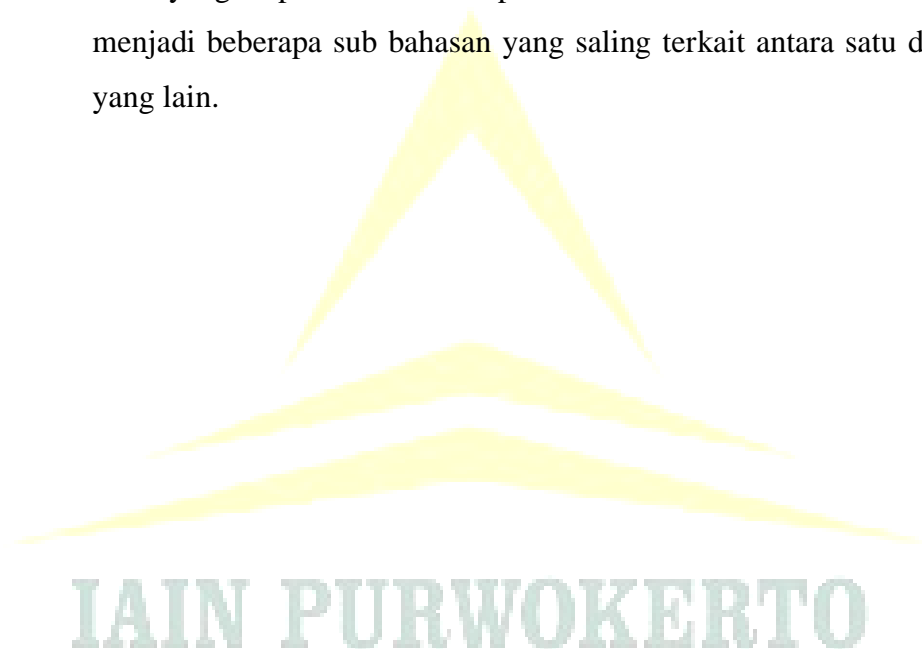 menjadi beberapa sub bahasan yang saling terkait antara satu
yang lain.
IAIN PURWOKERTO